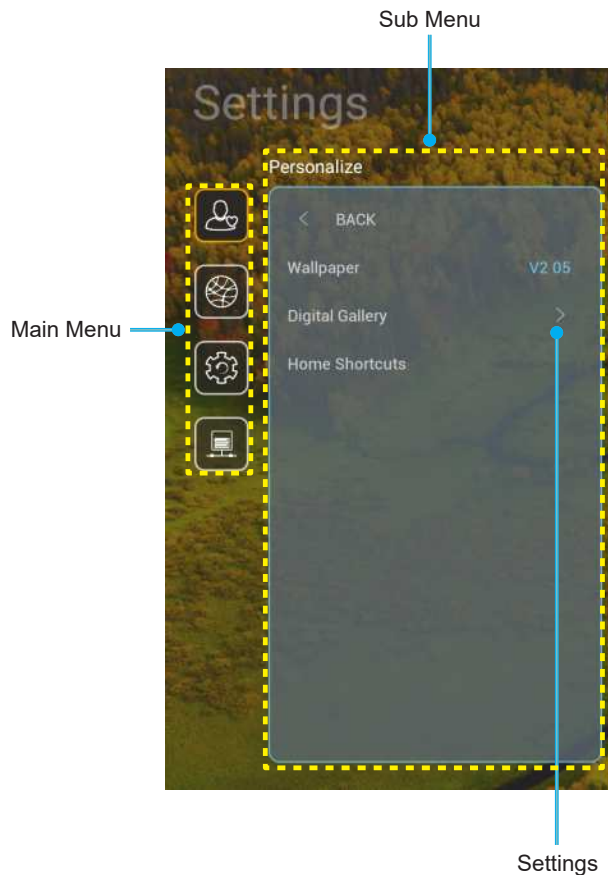 Sub Menu
Settings
Personalize
< BACK
Wallpaper V2 05
Digital Gallery >
Main Menu
Home Shortcuts
Settings